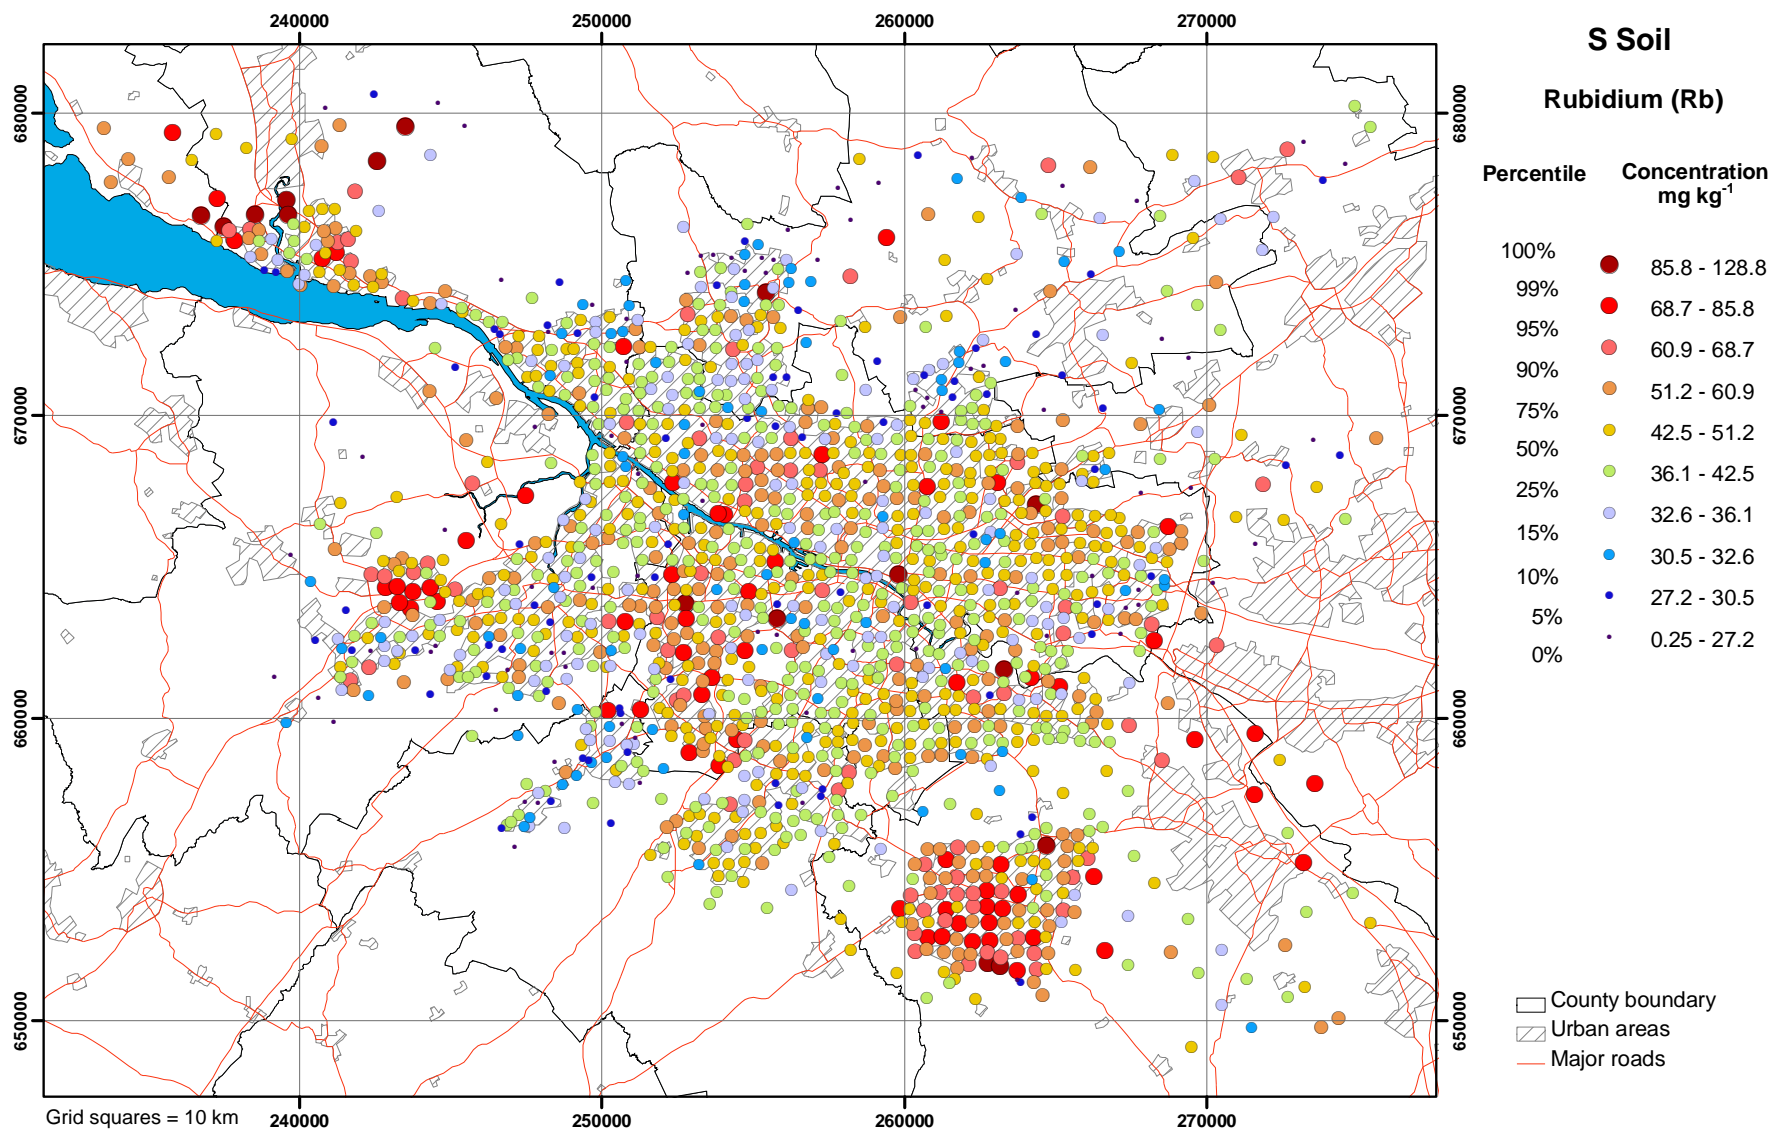 240000 250000 260000 270000
S Soil
Rubidium (Rb)
Percentile Concentration
mg kg-1
100%
85.8 - 128.8
99%
68.7 - 85.8
95%
60.9 - 68.7
90%
51.2 - 60.9
75%
42.5 - 51.2
50%
36.1 - 42.5
25%
32.6 - 36.1
15%
30.5 - 32.6
10%
27.2 - 30.5
5%
0.25 - 27.2
0%
680000 680000
670000 670000
660000 660000
650000 650000
County boundary
Urban areas
Major roads
Grid squares = 10 km
240000 250000 260000 270000